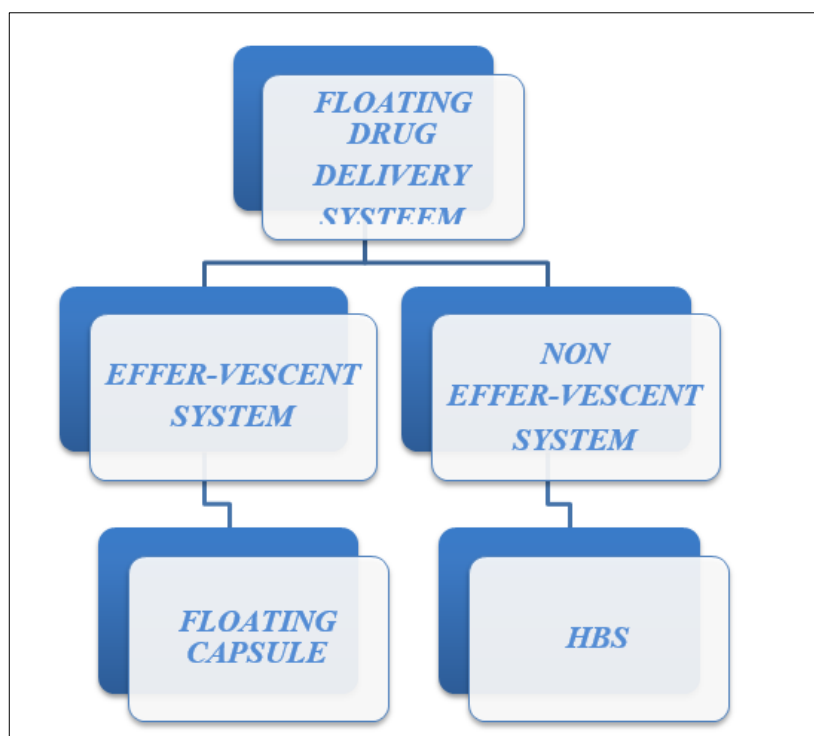 FLOATING
DRUG
DELIVERY
SYSTEEM
EFFER-VESCENT
SYSTEM
NON
EFFER-VESCENT
SYSTEM
FLOATING
CAPSULE
HBS